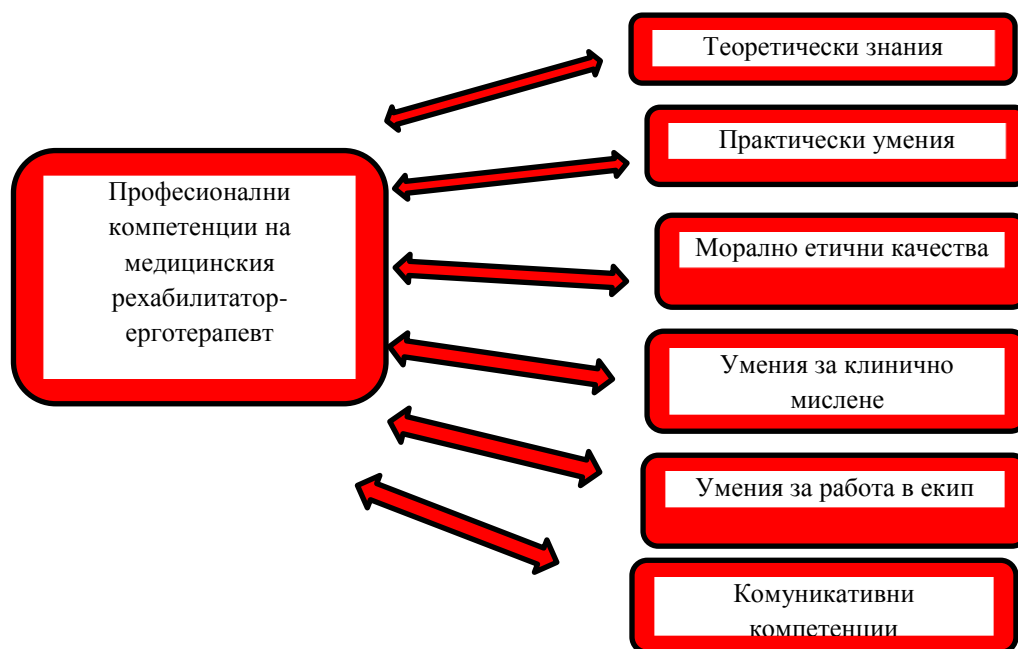 Професионални
компетенции на
медицинския
рехабилитатор-
ерготерапевт
Теоретически знания
Практически умения
Морално етични качества
Умения за клинично
мислене
Умения за работа в екип
Комуникативни
компетенции